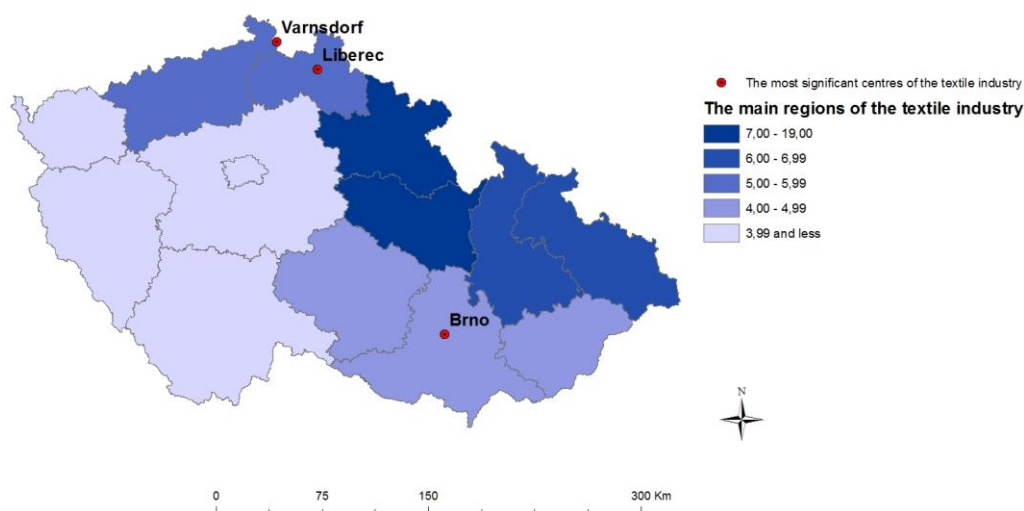 Varnsdorf
Liberec
Brno
The most significant centres of the textile industry
The main regions of the textile industry
7,00 - 19,00
6,00 - 6,99
5,00 - 5,99
4,00 - 4,99
3,99 and less
N
0 75 150 300 Km